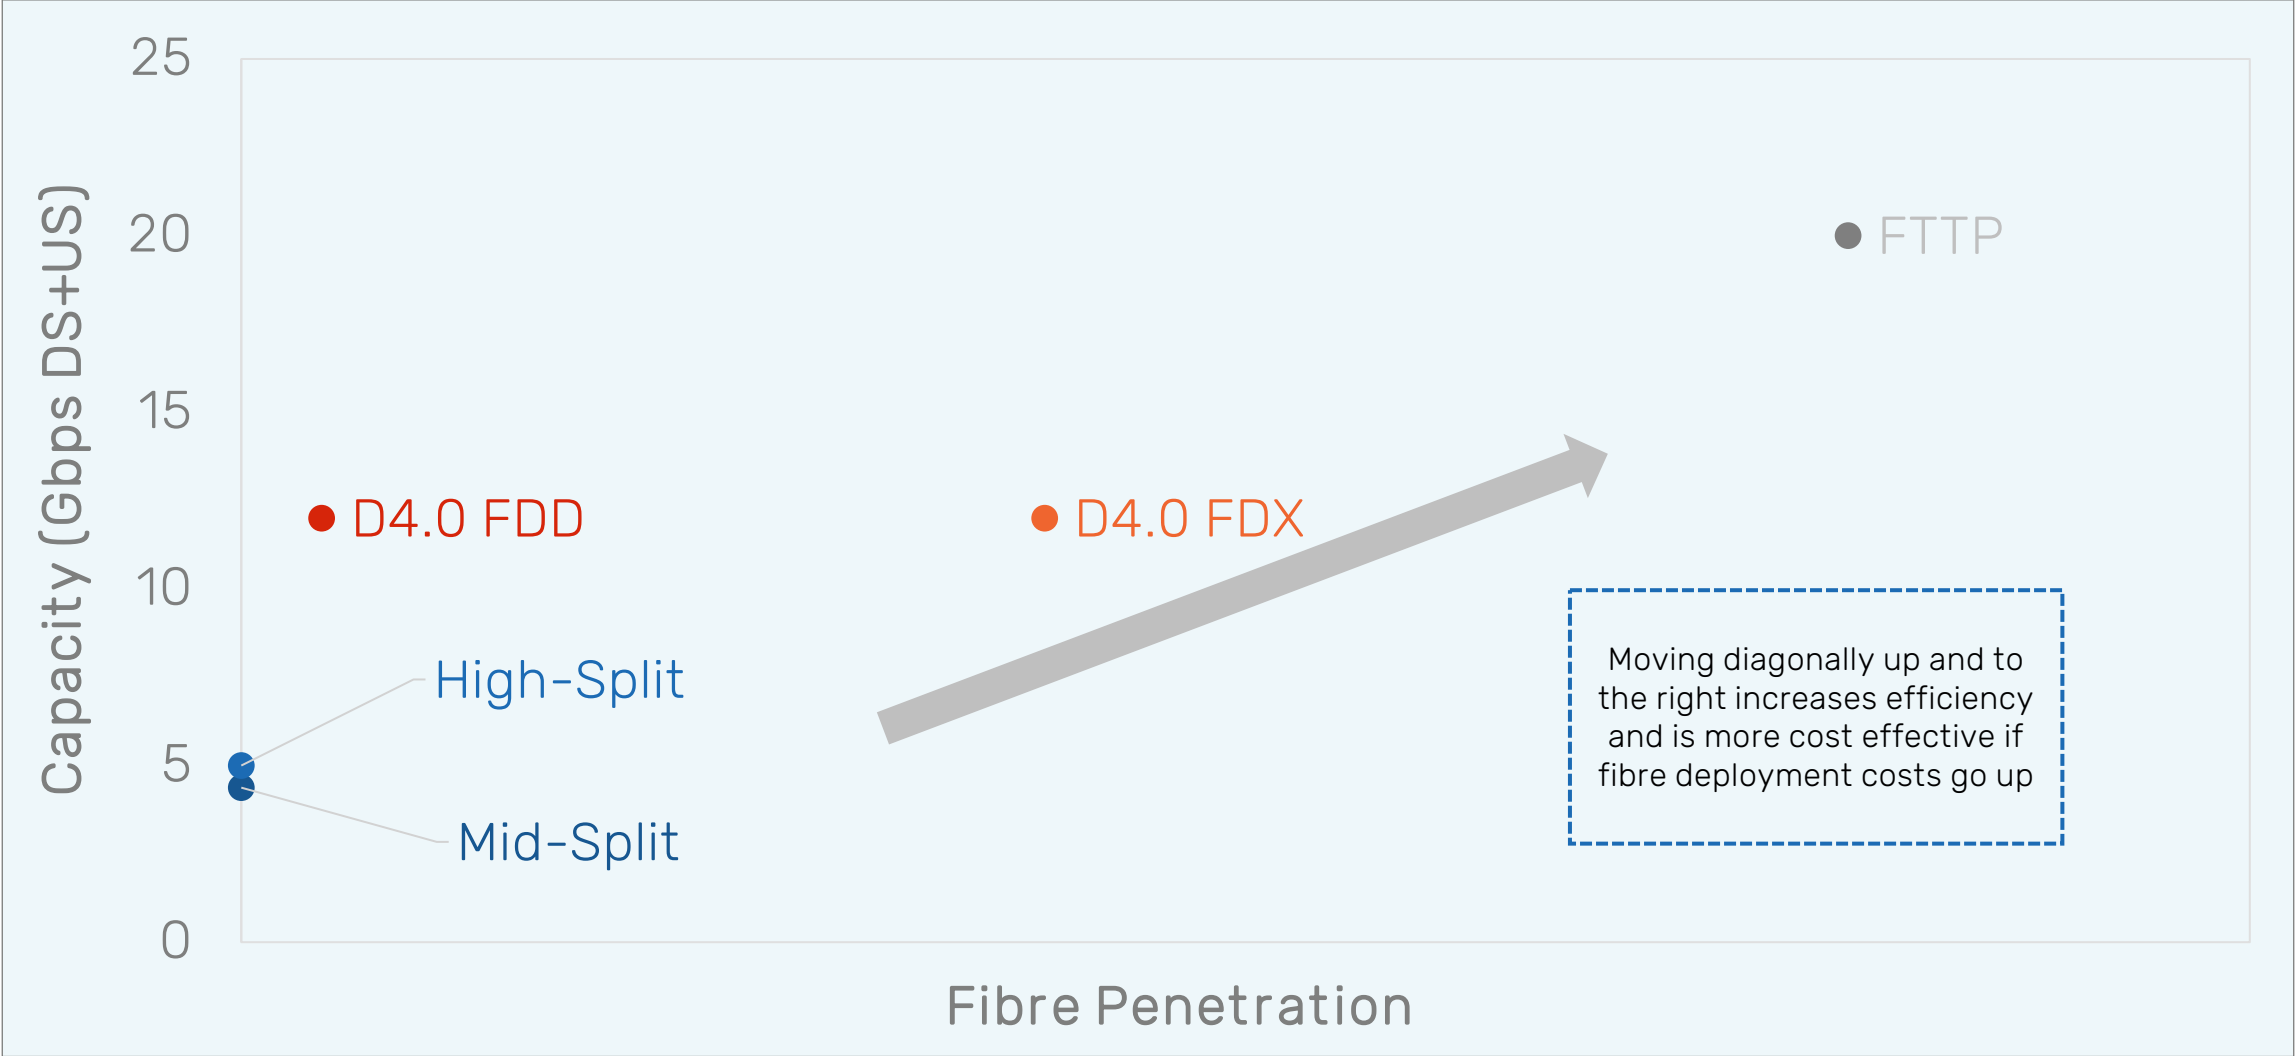 25
20
15
10
5
0
Capacity (Gbps DS+US)
FTTP
D4.0 FDD
D4.0 FDX
High-Split
Mid-Split
Moving diagonally up and to
the right increases efficiency
and is more cost effective if
fibre deployment costs go up
Fibre Penetration